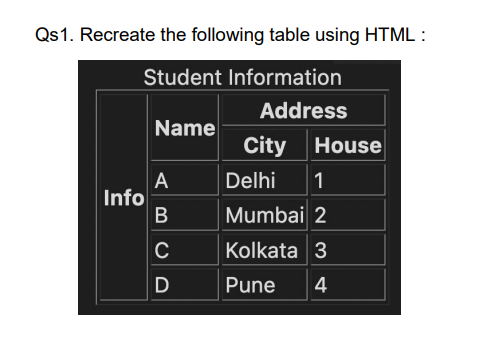 Qs1. Recreate the following table using HTML :
Student Information
Info Name Address
City House
A Delhi 1
B Mumbai 2
C Kolkata 3
D Pune 4